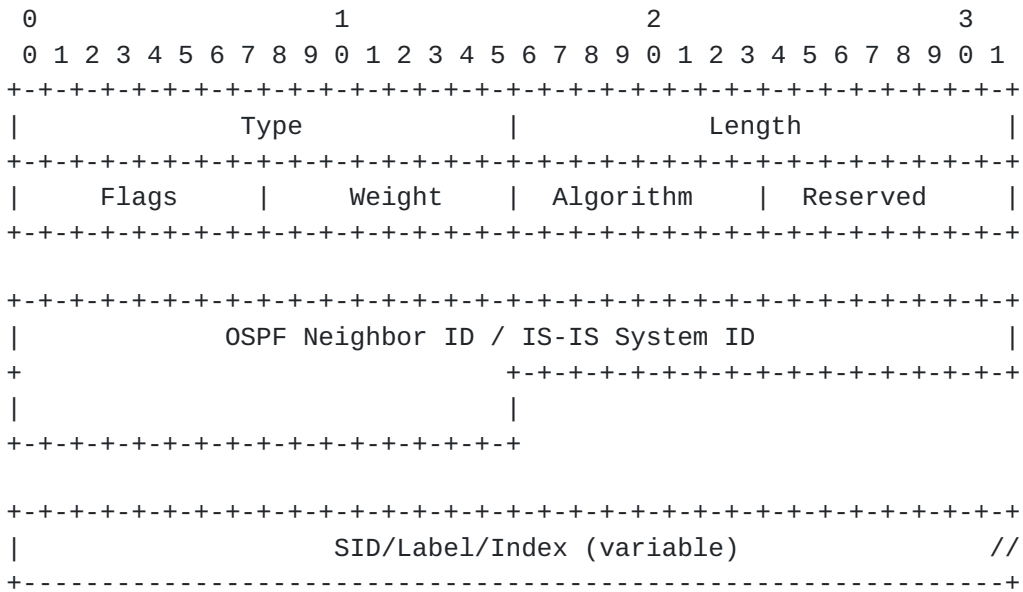 0                   1                   2                   3
 0 1 2 3 4 5 6 7 8 9 0 1 2 3 4 5 6 7 8 9 0 1 2 3 4 5 6 7 8 9 0 1
+-+-+-+-+-+-+-+-+-+-+-+-+-+-+-+-+-+-+-+-+-+-+-+-+-+-+-+-+-+-+-+-+
|              Type             |            Length             |
+-+-+-+-+-+-+-+-+-+-+-+-+-+-+-+-+-+-+-+-+-+-+-+-+-+-+-+-+-+-+-+-+
|     Flags     |     Weight    |  Algorithm    |  Reserved     |
+-+-+-+-+-+-+-+-+-+-+-+-+-+-+-+-+-+-+-+-+-+-+-+-+-+-+-+-+-+-+-+-+

+-+-+-+-+-+-+-+-+-+-+-+-+-+-+-+-+-+-+-+-+-+-+-+-+-+-+-+-+-+-+-+-+
|             OSPF Neighbor ID / IS-IS System ID                |
+                               +-+-+-+-+-+-+-+-+-+-+-+-+-+-+-+-+
|                               |
+-+-+-+-+-+-+-+-+-+-+-+-+-+-+-+-+

+-+-+-+-+-+-+-+-+-+-+-+-+-+-+-+-+-+-+-+-+-+-+-+-+-+-+-+-+-+-+-+-+
|                    SID/Label/Index (variable)                //
+---------------------------------------------------------------+